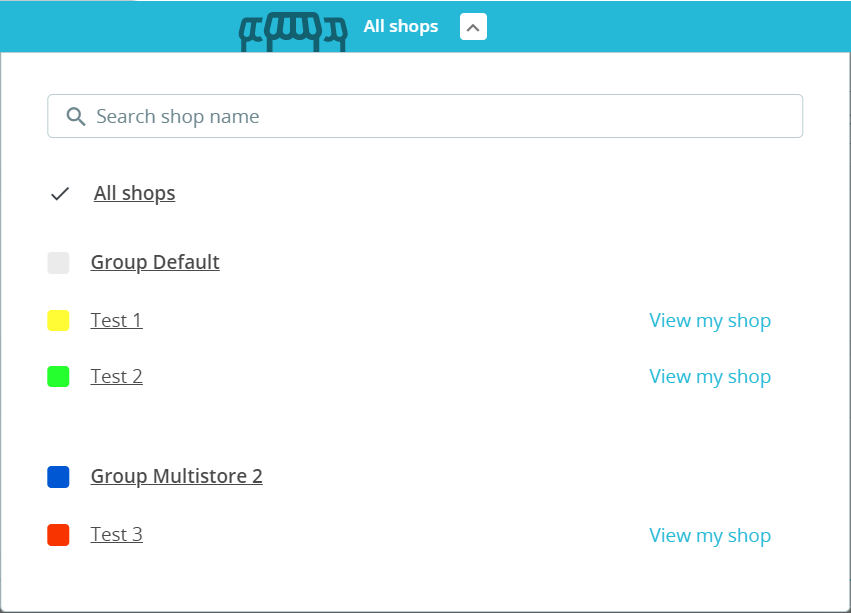 All shops
Search shop name
All shops
Group Default
Test 1 View my shop
Test 2 View my shop
Group Multistore 2
Test 3 View my shop